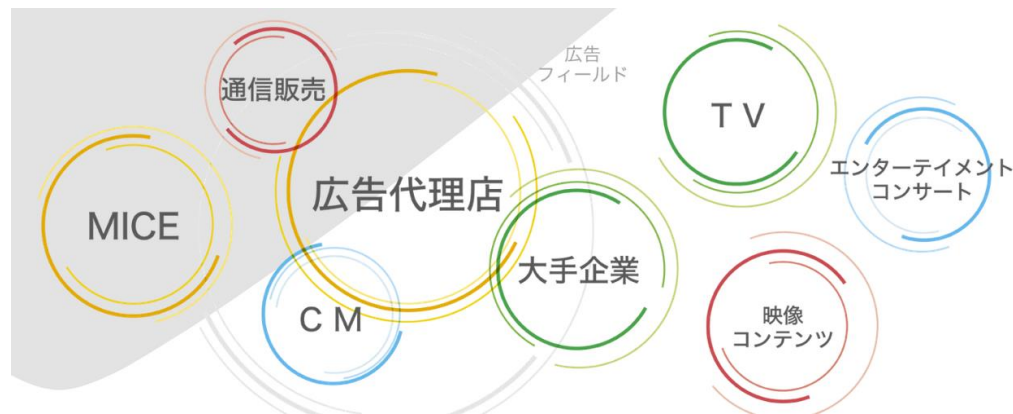 広告
フィールド
通信販売
TV
エンターテイメント
コンサート
広告代理店
MICE
大手企業
CM
映像
コンテンツ